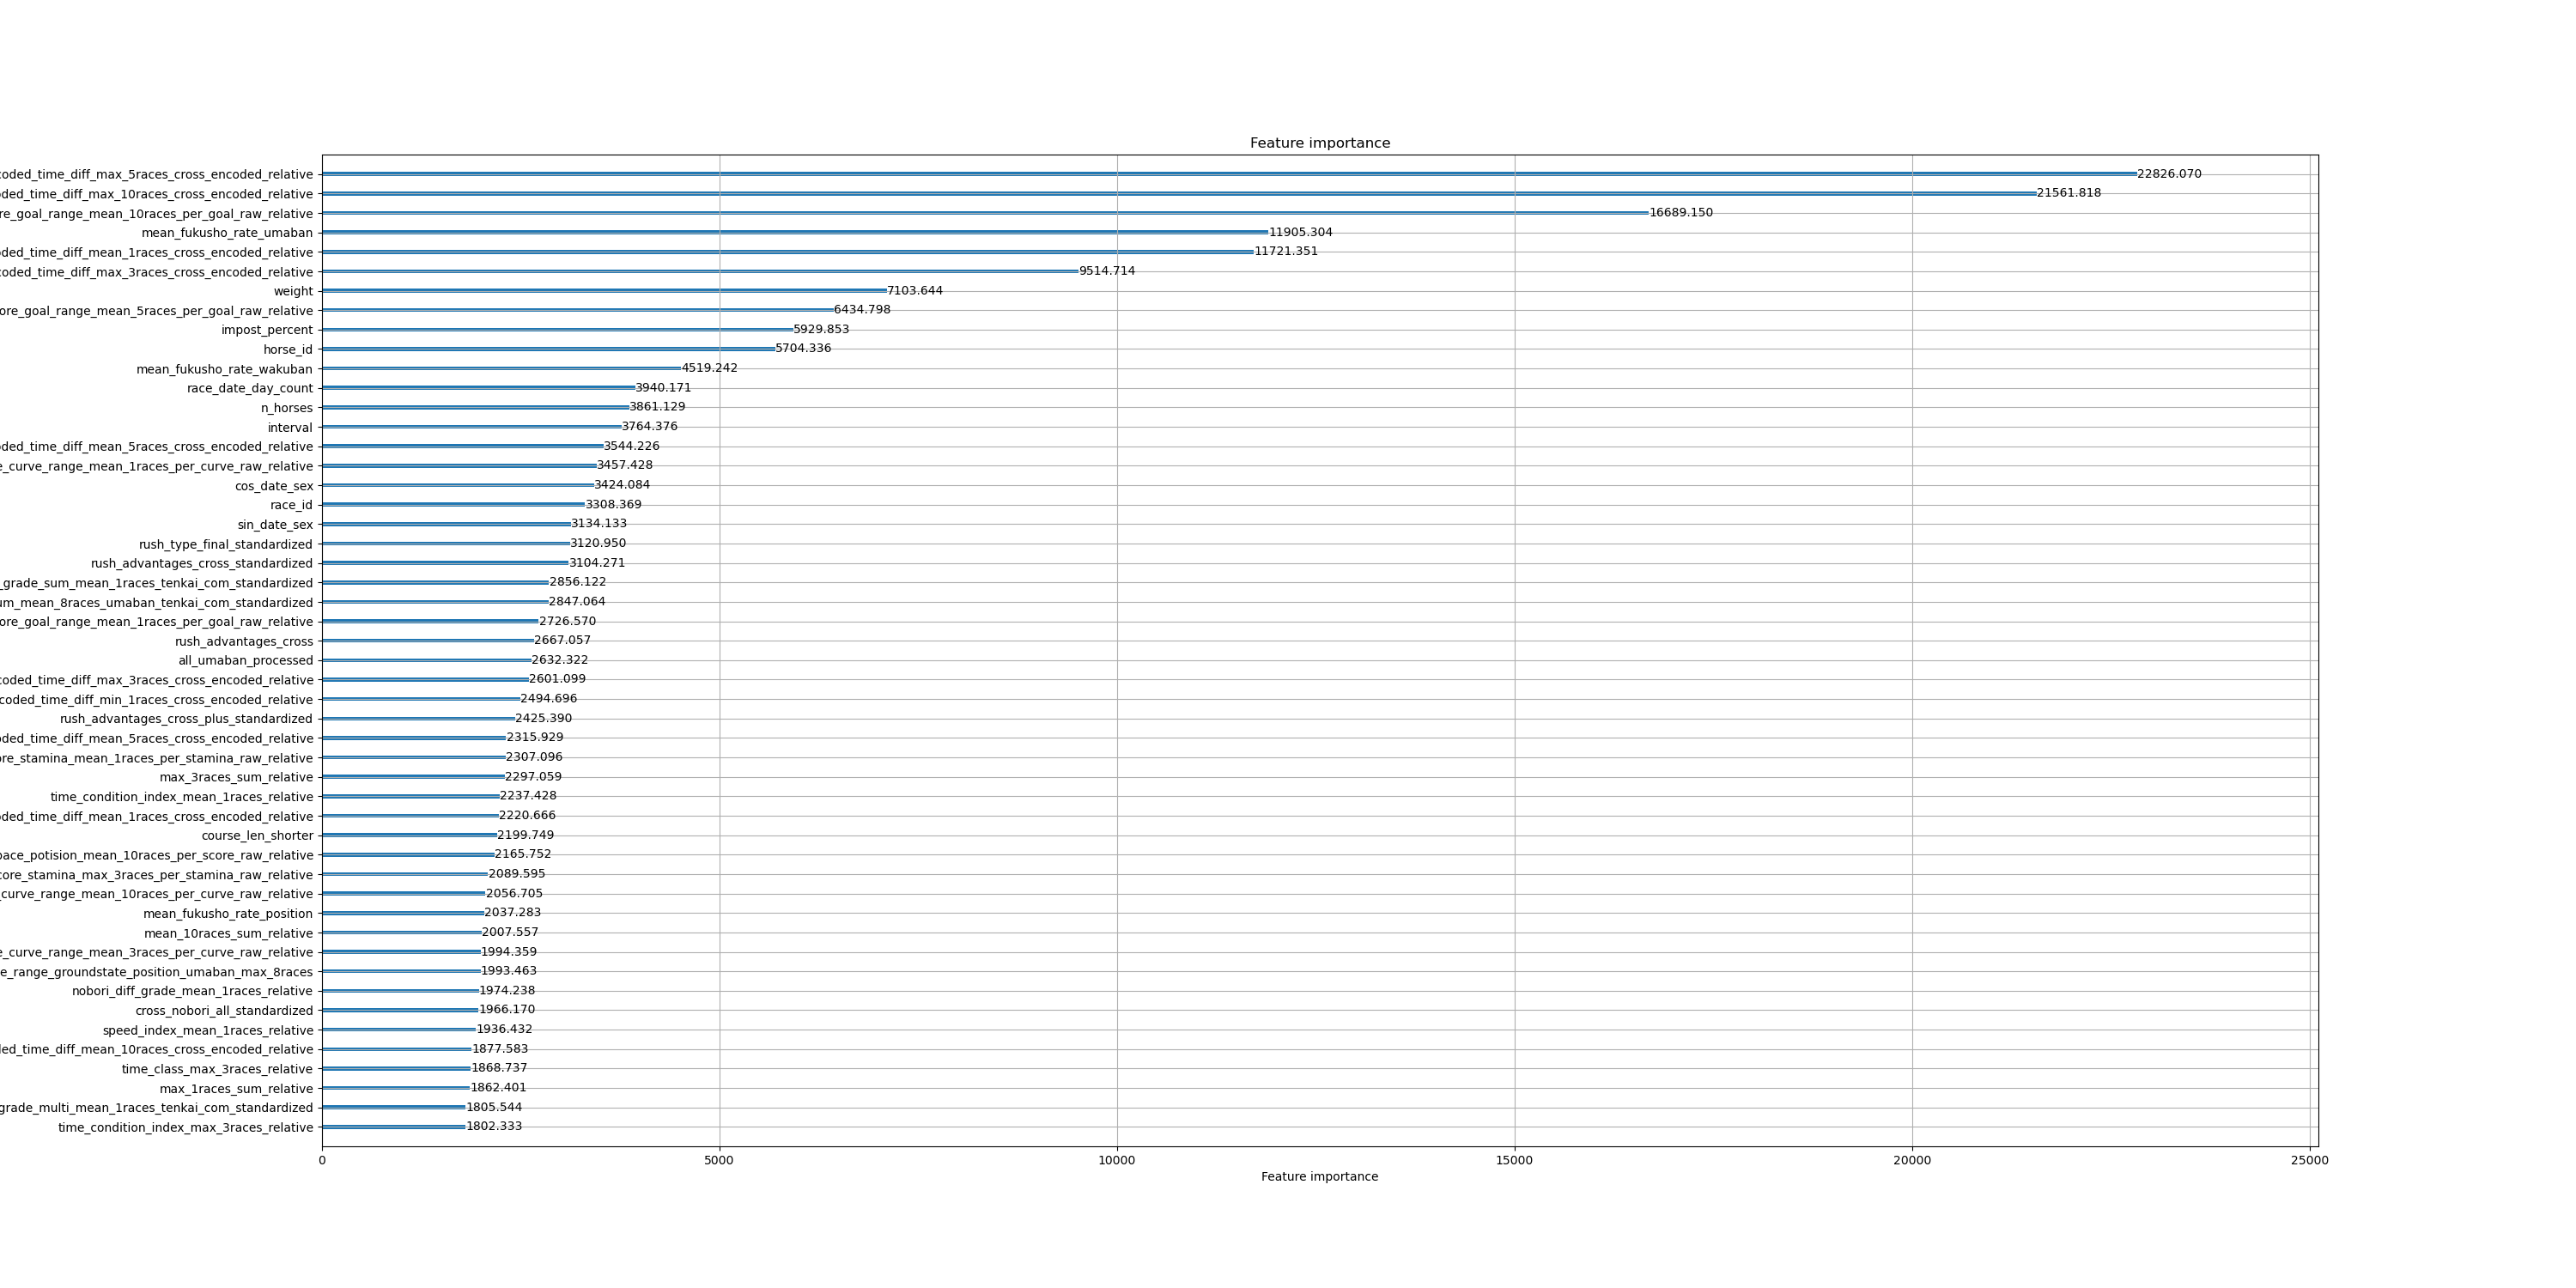 Feature importance
coded_time_diff_max_5races_cross_encoded_relative 22826.070
ded_time_diff_max_10races_cross_encoded_relative 21561.818
re_goal_range_mean_10races_per_goal_raw_relative 16689.150
mean_fukusho_rate_umaban 11905.304
ded_time_diff_mean_1races_cross_encoded_relative 11721.351
coded_time_diff_max_3races_cross_encoded_relative 9514.714
weight 7103.644
ore_goal_range_mean_5races_per_goal_raw_relative 6434.798
impost_percent 5929.853
horse_id 5704.336
mean_fukusho_rate_wakuban 4519.242
race_date_day_count 3940.171
n_horses 3861.129
interval 3764.376
ded_time_diff_mean_5races_cross_encoded_relative 3544.226
e_curve_range_mean_1races_per_curve_raw_relative 3457.428
cos_date_sex 3424.084
race_id 3308.369
sin_date_sex 3134.133
rush_type_final_standardized 3120.950
rush_advantages_cross_standardized 3104.271
_grade_sum_mean_1races_tenkai_com_standardized 2856.122
um_mean_8races_umaban_tenkai_com_standardized 2847.064
ore_goal_range_mean_1races_per_goal_raw_relative 2726.570
rush_advantages_cross 2667.057
all_umaban_processed 2632.322
coded_time_diff_max_3races_cross_encoded_relative 2601.099
coded_time_diff_min_1races_cross_encoded_relative 2494.696
rush_advantages_cross_plus_standardized 2425.390
ded_time_diff_mean_5races_cross_encoded_relative 2315.929
ore_stamina_mean_1races_per_stamina_raw_relative 2307.096
max_3races_sum_relative 2297.059
time_condition_index_mean_1races_relative 2237.428
ded_time_diff_mean_1races_cross_encoded_relative 2220.666
course_len_shorter 2199.749
pace_potision_mean_10races_per_score_raw_relative 2165.752
core_stamina_max_3races_per_stamina_raw_relative 2089.595
_curve_range_mean_10races_per_curve_raw_relative 2056.705
mean_fukusho_rate_position 2037.283
mean_10races_sum_relative 2007.557
e_curve_range_mean_3races_per_curve_raw_relative 1994.359
e_range_groundstate_position_umaban_max_8races 1993.463
nobori_diff_grade_mean_1races_relative 1974.238
cross_nobori_all_standardized 1966.170
speed_index_mean_1races_relative 1936.432
led_time_diff_mean_10races_cross_encoded_relative 1877.583
time_class_max_3races_relative 1868.737
max_1races_sum_relative 1862.401
grade_multi_mean_1races_tenkai_com_standardized 1805.544
time_condition_index_max_3races_relative 1802.333
0 5000 10000 15000 20000 25000
Feature importance